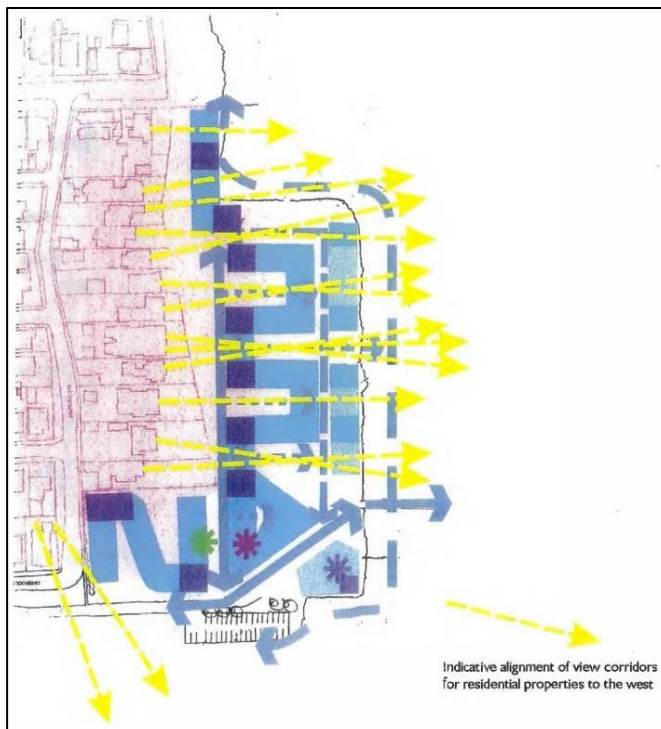 Indicative alignment of view corridors
for residential properties to the west